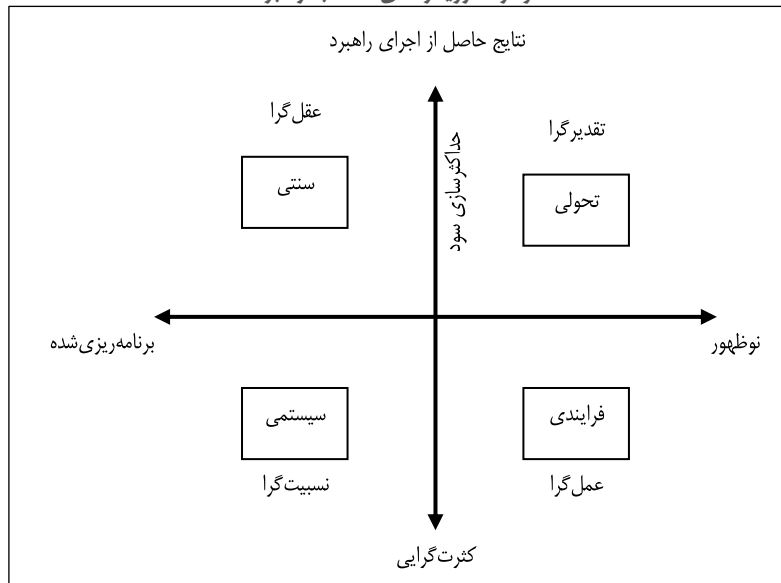 نتایج حاصل از اجرای راهبرد
عقل‌گرا
تقدیرگرا
حداکثرسازی سود
سنتی
تحولی
برنامه‌ریزی‌شده
نوظهور
سیستمی
فرایندی
نسبیت‌گرا
عمل‌گرا
کثرت‌گرایی